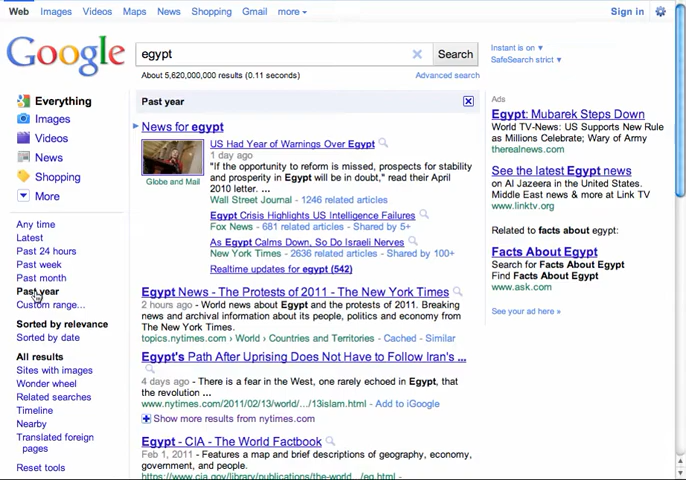 Web Images Videos Maps News Shopping Gmail more Sign in
Google
egypt
Search
Instant is on
SafeSearch strict
About 5,620,000,000 results (0.11 seconds)
Advanced search
Everything
Images
Videos
News
Shopping
More
Any time
Latest
Past 24 hours
Past week
Past month
Past year
Custom range...
Sorted by relevance
Sorted by date
All results
Sites with images
Wonder wheel
Related searches
Timeline
Nearby
Translated foreign
pages
Reset tools
Past year
News for egypt
Globe and Mail
US Had Year of Warnings Over Egypt
1 day ago
"If the opportunity to reform is missed, prospects for stability
and prosperity in Egypt will be in doubt," read their April
2010 letter. ...
Wall Street Journal - 1246 related articles
Egypt Crisis Highlights US Intelligence Failures
Fox News - 681 related articles - Shared by 5+
As Egypt Calms Down, So Do Israeli Nerves
New York Times - 2636 related articles - Shared by 100+
Realtime updates for egypt (542)
Egypt News - The Protests of 2011 - The New York Times
2 hours ago - World news about Egypt and the protests of 2011. Breaking
news and archival information about its people, politics and economy from
The New York Times.
topics.nytimes.com › World › Countries and Territories - Cached - Similar
Egypt's Path After Uprising Does Not Have to Follow Iran's ...
4 days ago - There is a fear in the West, one rarely echoed in Egypt, that
the revolution ...
www.nytimes.com/2011/02/13/world/.../13islam.html - Add to iGoogle
Show more results from nytimes.com
Egypt - CIA - The World Factbook
Feb 1, 2011 - Features a map and brief descriptions of geography, economy,
government, and people.
https://www.cia.gov/library/publications/the-world.../eg.html -
Ads
Egypt: Mubarek Steps Down
World TV-News: US Supports New Rule
as Millions Celebrate; Wary of Army
therealnews.com
See the latest Egypt news
on Al Jazeera in the United States.
Middle East news & more at Link TV
www.linktv.org
Related to facts about egypt:
Facts About Egypt
Search for Facts About Egypt
Find Facts About Egypt
www.ask.com
See your ad here »